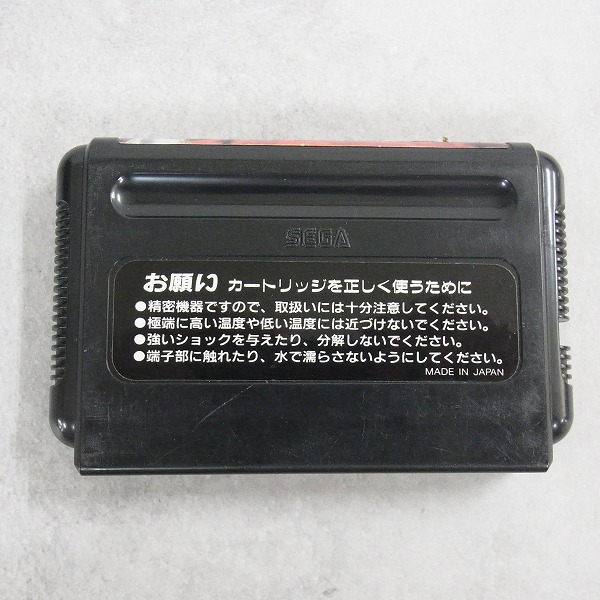 SEGA
お願い カートリッジを正しく使うために
●精密機器ですので、取扱いには十分注意してください。
●極端に高い温度や低い温度には近づけないでください。
●強いショックを与えたり、分解しないでください。
●端子部に触れたり、水で濡らさないようにしてください。
MADE IN JAPAN